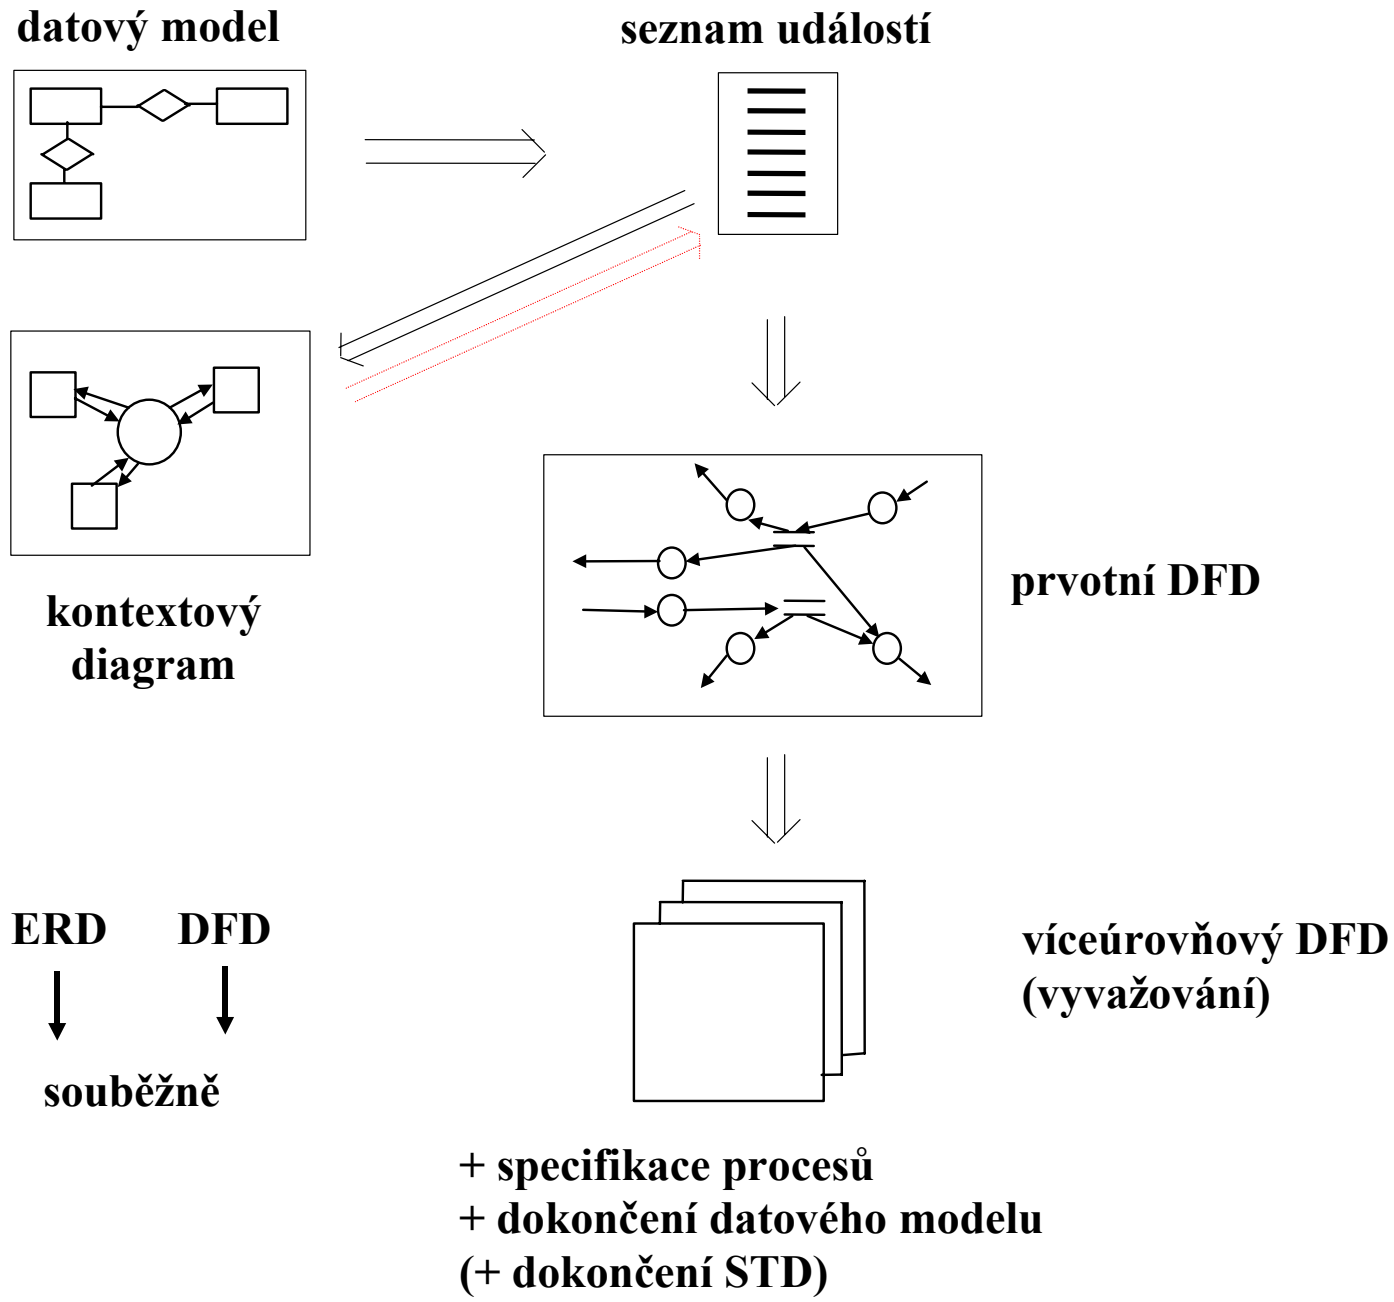 datový model
seznam událostí
kontextový
diagram
prvotní DFD
ERD DFD
souběžně
víceúrovňový DFD
(vyvažování)
+ specifikace procesů
+ dokončení datového modelu
(+ dokončení STD)